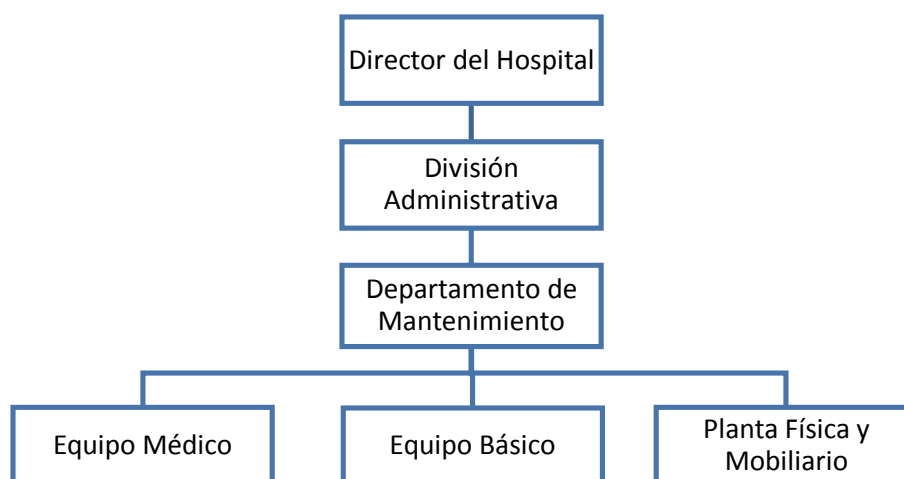 Director del Hospital
División
Administrativa
Departamento de
Mantenimiento
Equipo Médico
Equipo Básico
Planta Física y
Mobiliario